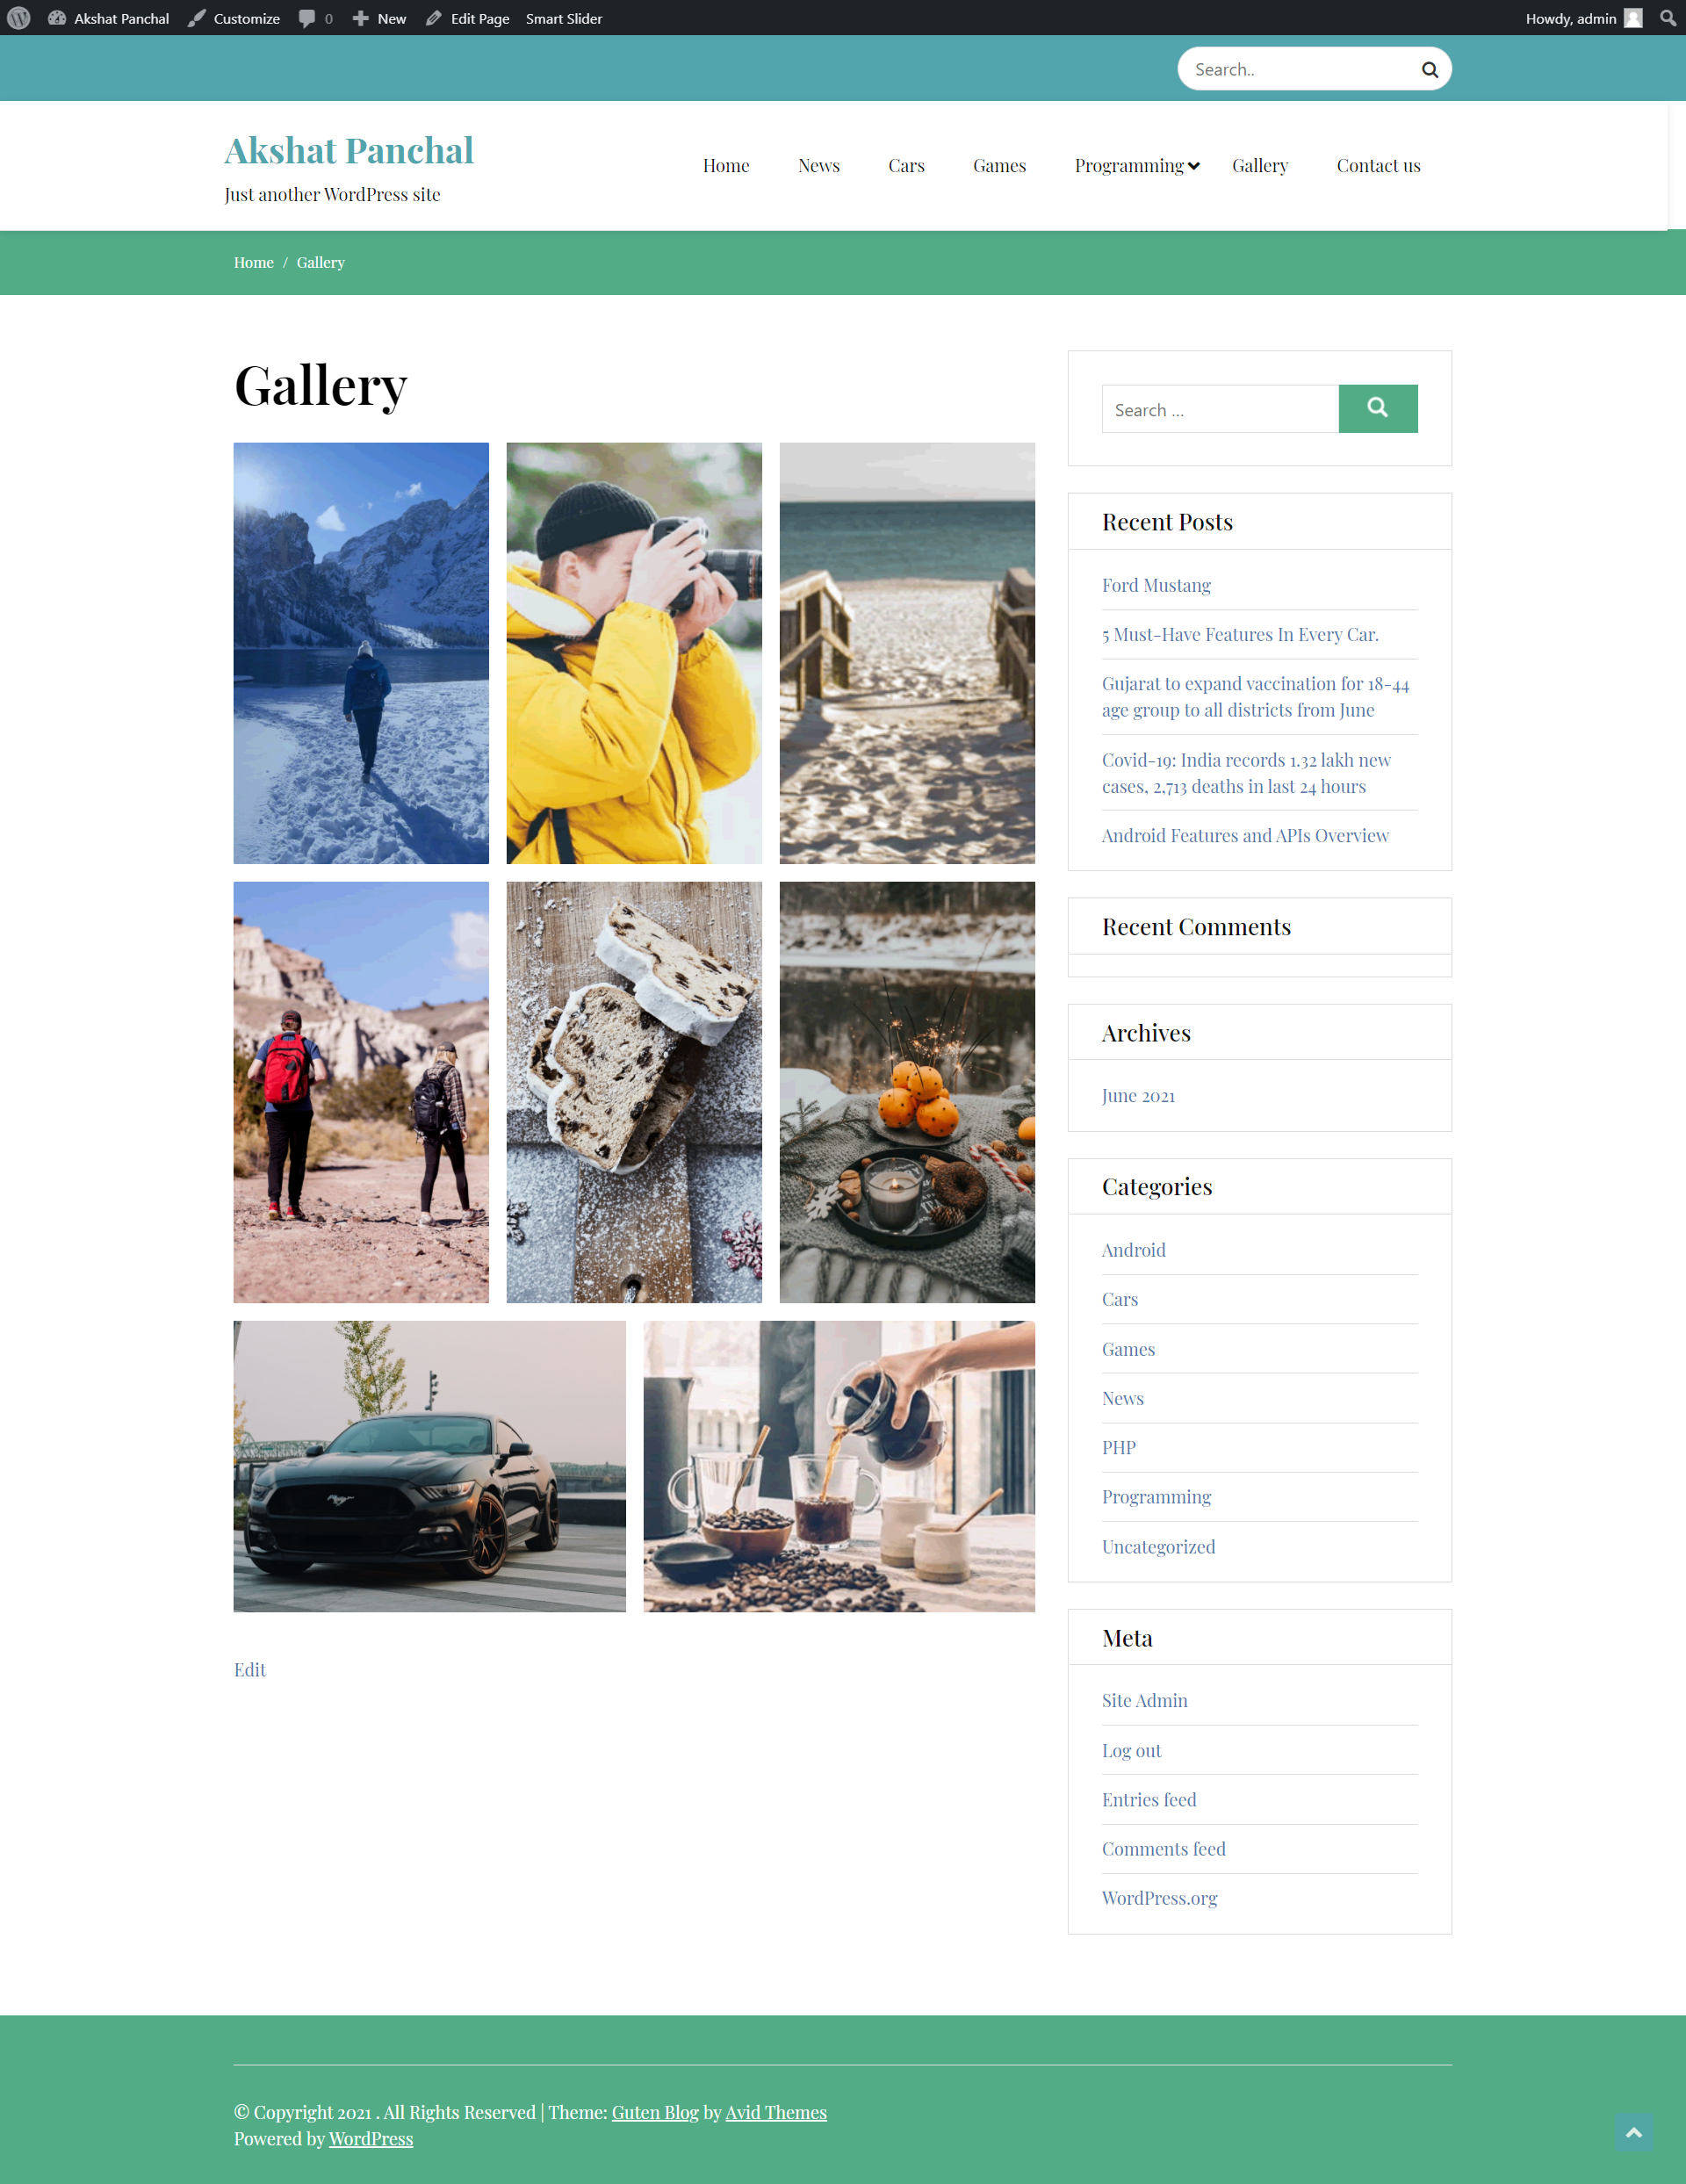 Akshat Panchal Customize 0 New Edit Page Smart Slider Howdy, admin
Search..
Akshat Panchal
Just another WordPress site
Home News Cars Games Programming Gallery Contact us
Home / Gallery
Gallery
Search …
Recent Posts
Ford Mustang
5 Must-Have Features In Every Car.
Gujarat to expand vaccination for 18-44
age group to all districts from June
Covid-19: India records 1.32 lakh new
cases, 2,713 deaths in last 24 hours
Android Features and APIs Overview
Recent Comments
Archives
June 2021
Categories
Android
Cars
Games
News
PHP
Programming
Uncategorized
Meta
Site Admin
Log out
Entries feed
Comments feed
WordPress.org
Edit
© Copyright 2021 . All Rights Reserved | Theme: Guten Blog by Avid Themes
Powered by WordPress